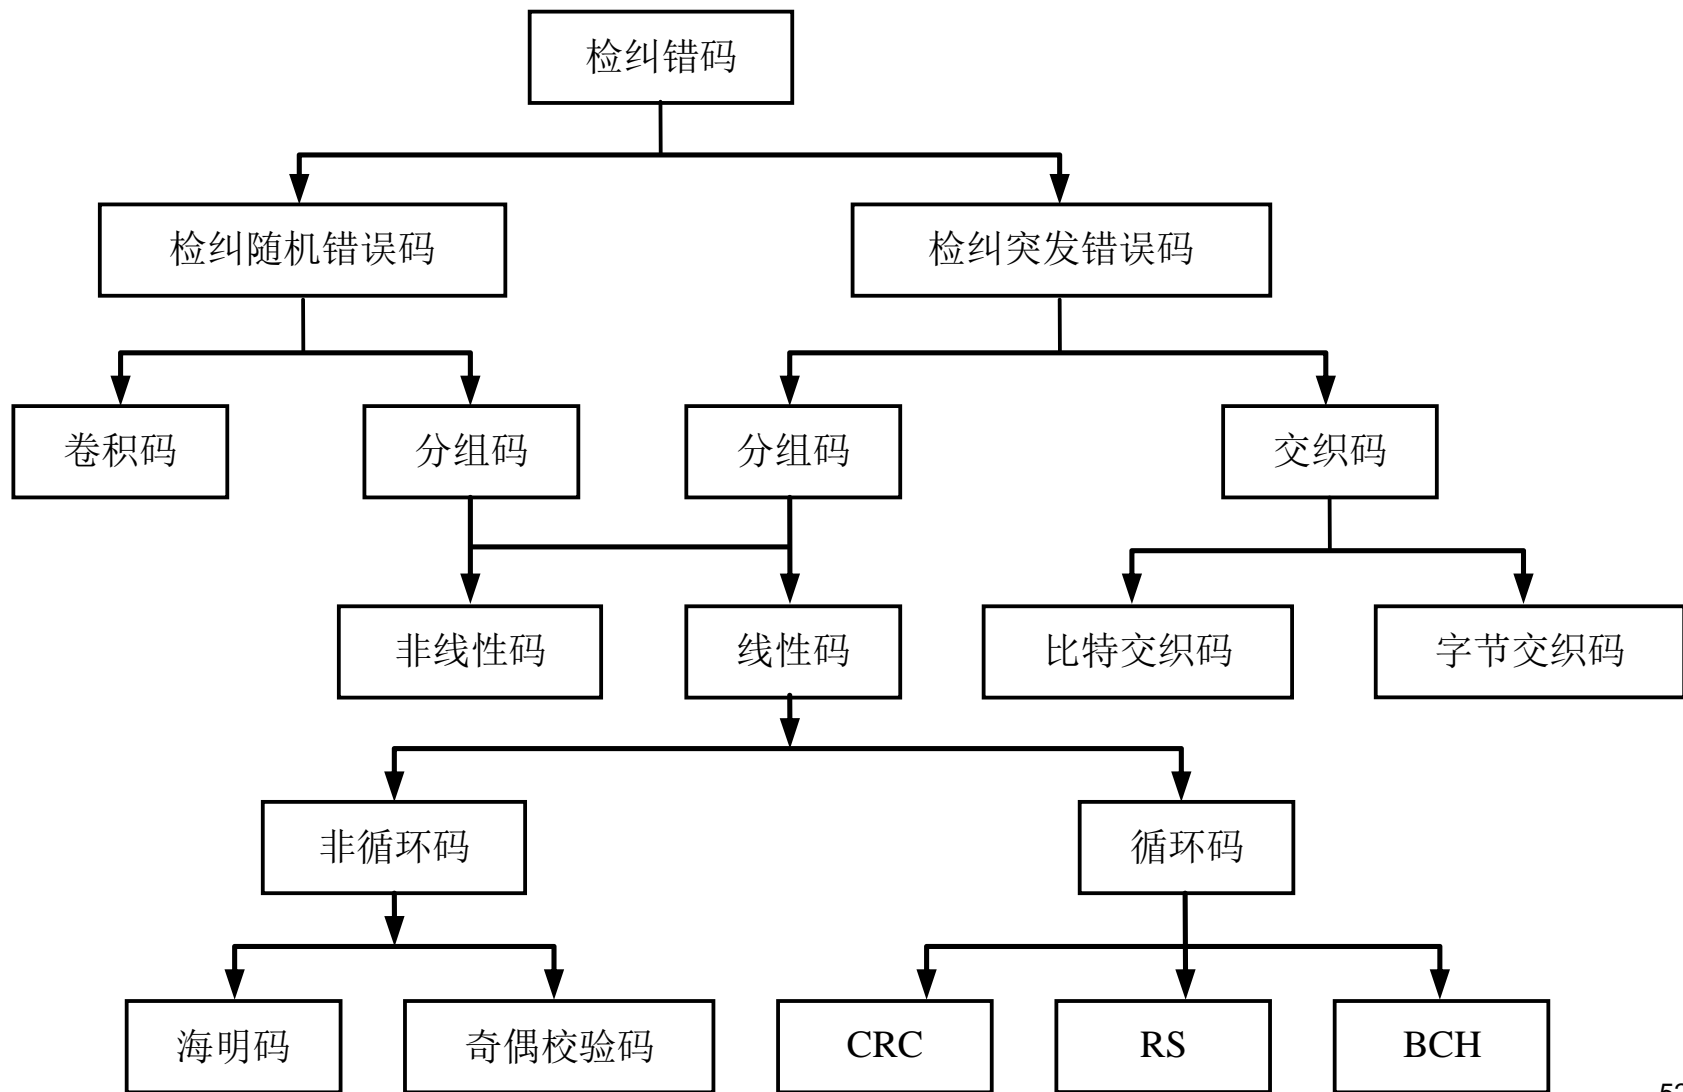 检纠错码
检纠随机错误码
检纠突发错误码
卷积码
分组码
分组码
交织码
非线性码
线性码
比特交织码
字节交织码
非循环码
循环码
海明码
奇偶校验码
CRC
RS
BCH